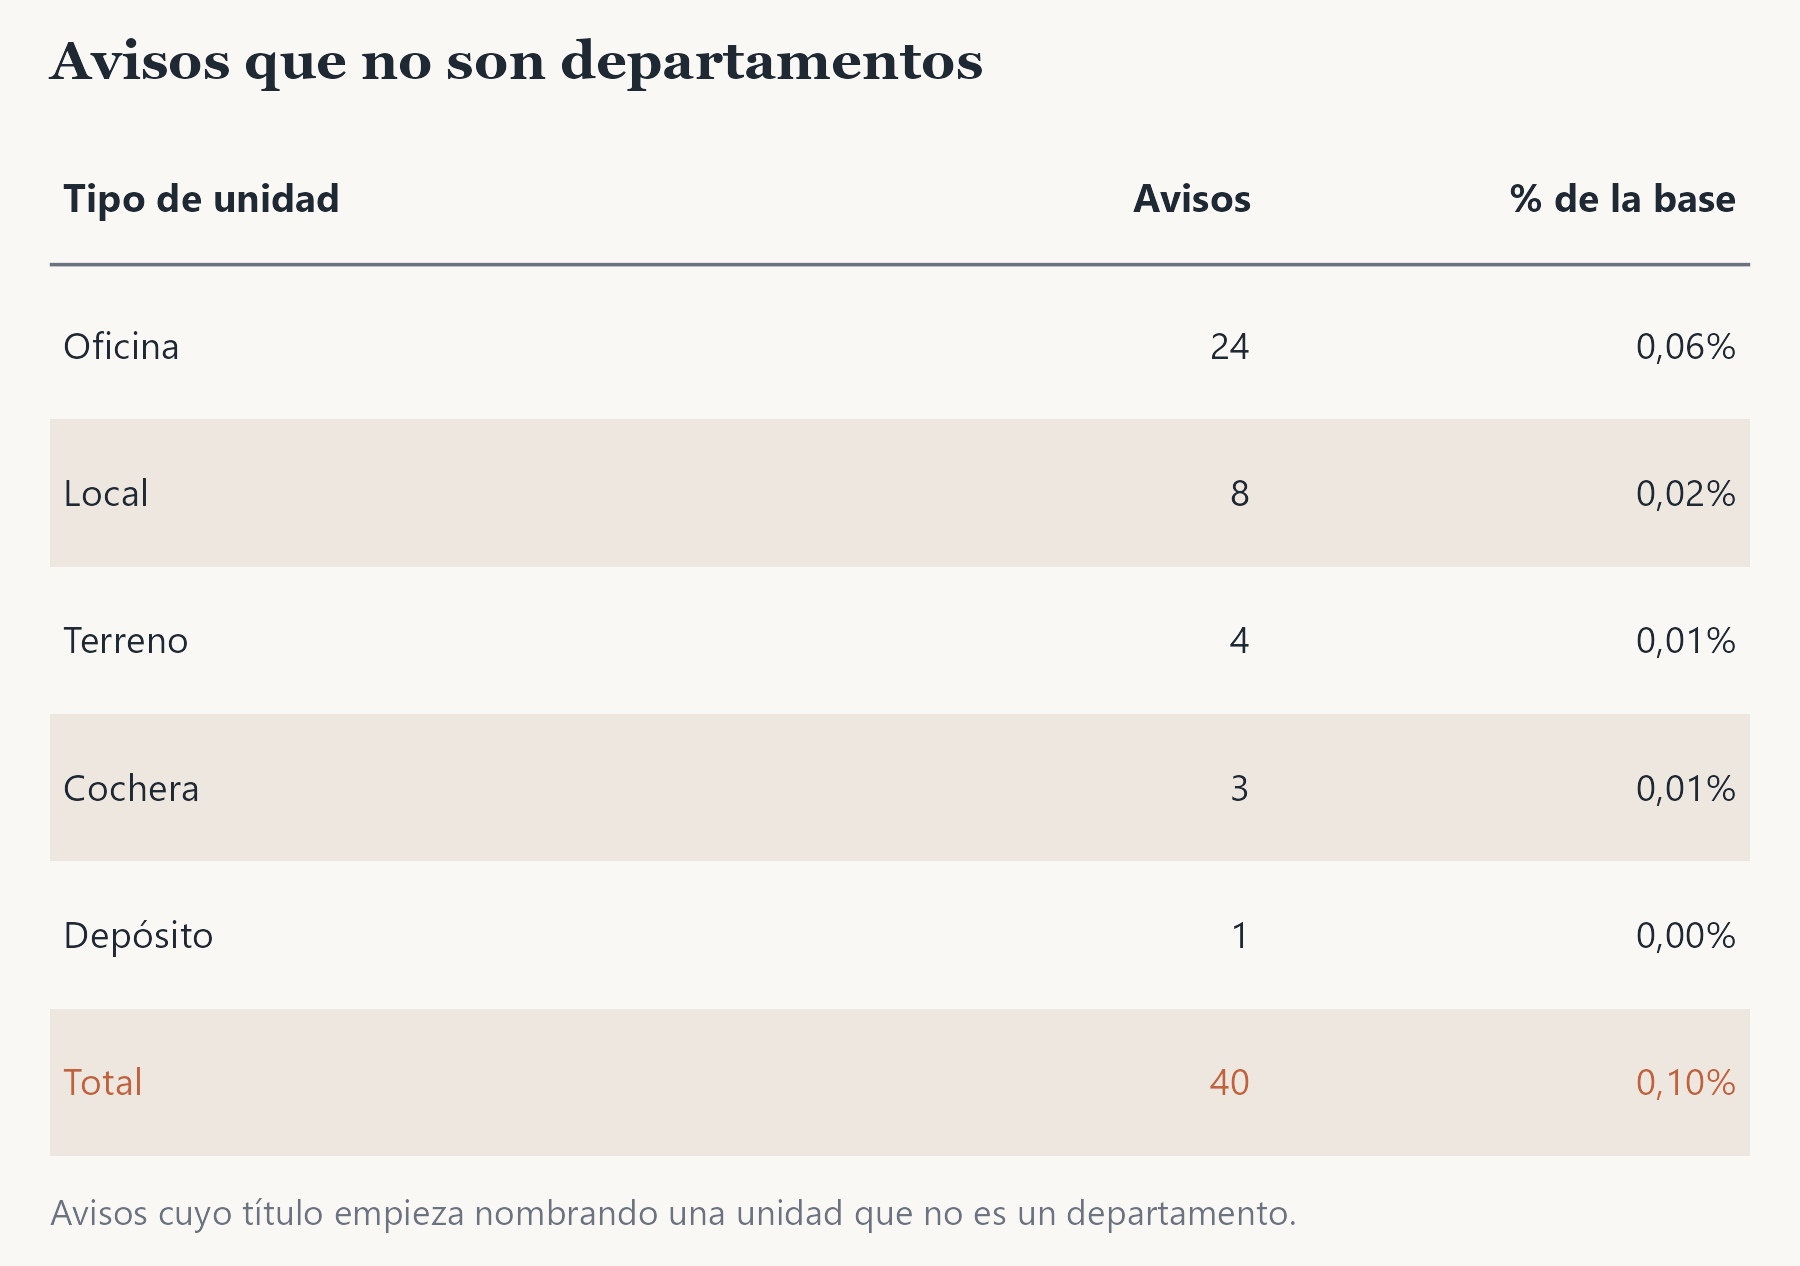 Avisos que no son departamentos
Tipo de unidad Avisos % de la base
Oficina 24 0,06%
Local 8 0,02%
Terreno 4 0,01%
Cochera 3 0,01%
Depósito 1 0,00%
Total 40 0,10%
Avisos cuyo título empieza nombrando una unidad que no es un departamento.